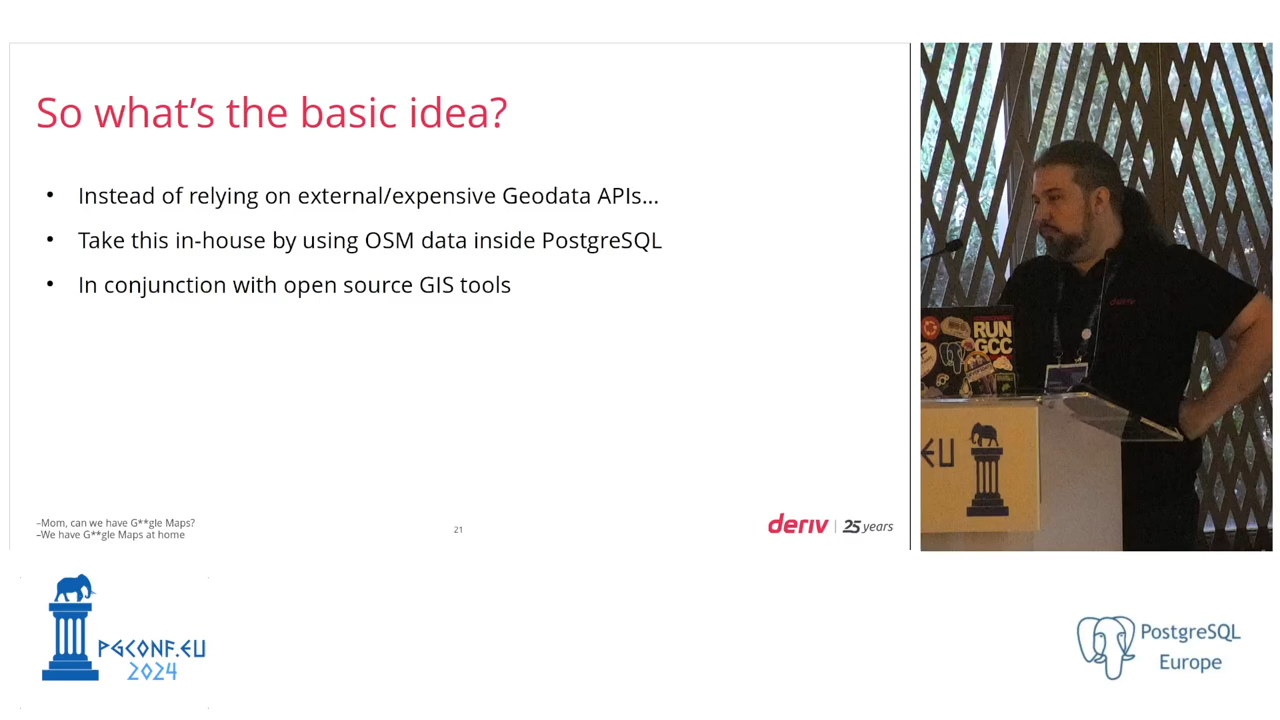 So what's the basic idea?
• Instead of relying on external/expensive Geodata APIs...
• Take this in-house by using OSM data inside PostgreSQL
• In conjunction with open source GIS tools
–Mom, can we have G**gle Maps?
–We have G**gle Maps at home
21
deriv | 25 years
deriv
RUN
GCC
EU
PGCONF.EU
2024
PostgreSQL
Europe